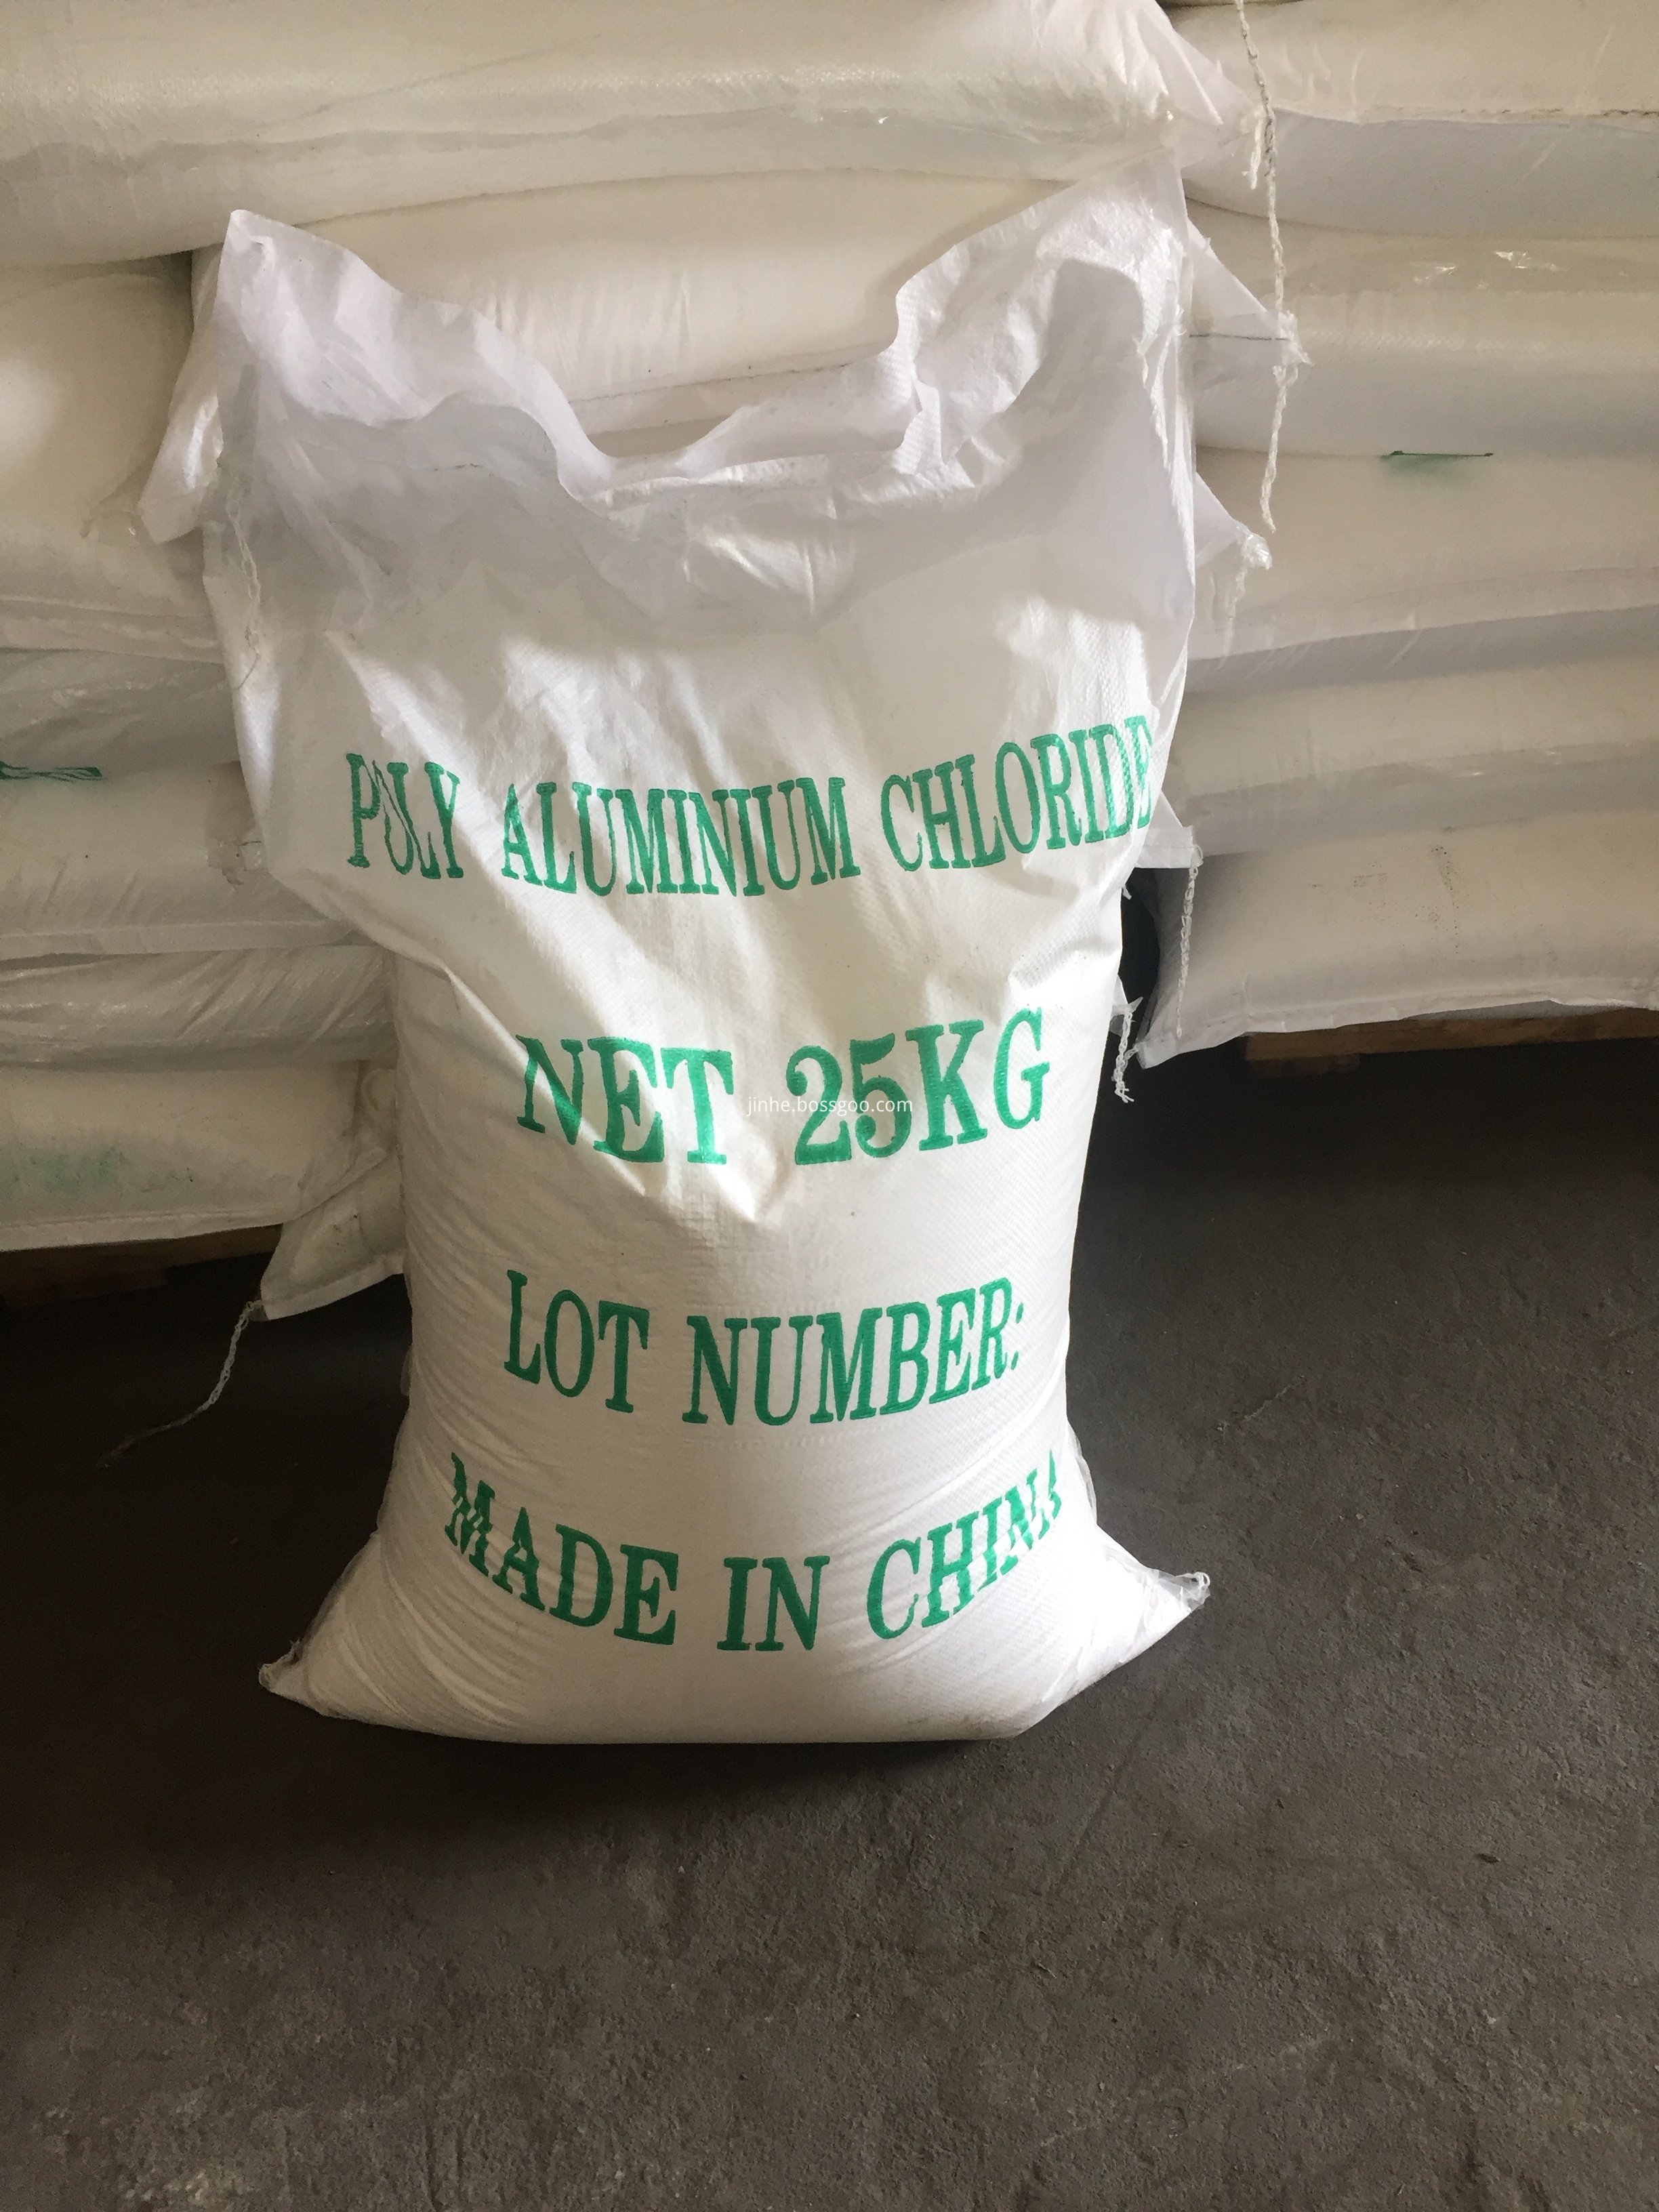 POLY ALUMINIUM CHLORIDE
NET 25KG
jinhe.bossgoo.com
LOT NUMBER:
MADE IN CHINA